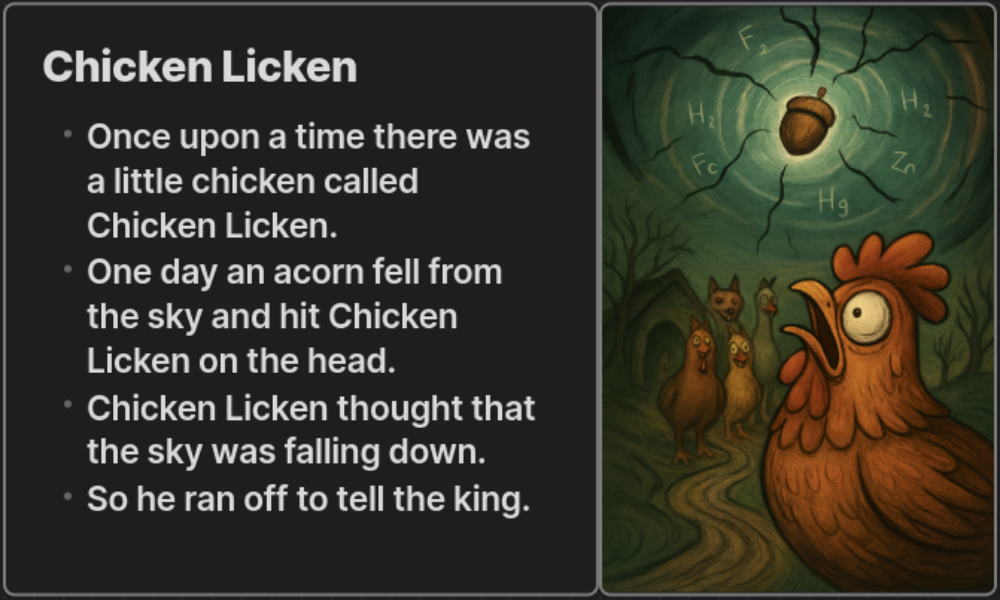 Chicken Licken
• Once upon a time there was
a little chicken called
Chicken Licken.
• One day an acorn fell from
the sky and hit Chicken
Licken on the head.
• Chicken Licken thought that
the sky was falling down.
• So he ran off to tell the king.
F₂
H₂
H₂
Fc
Zn
Hg